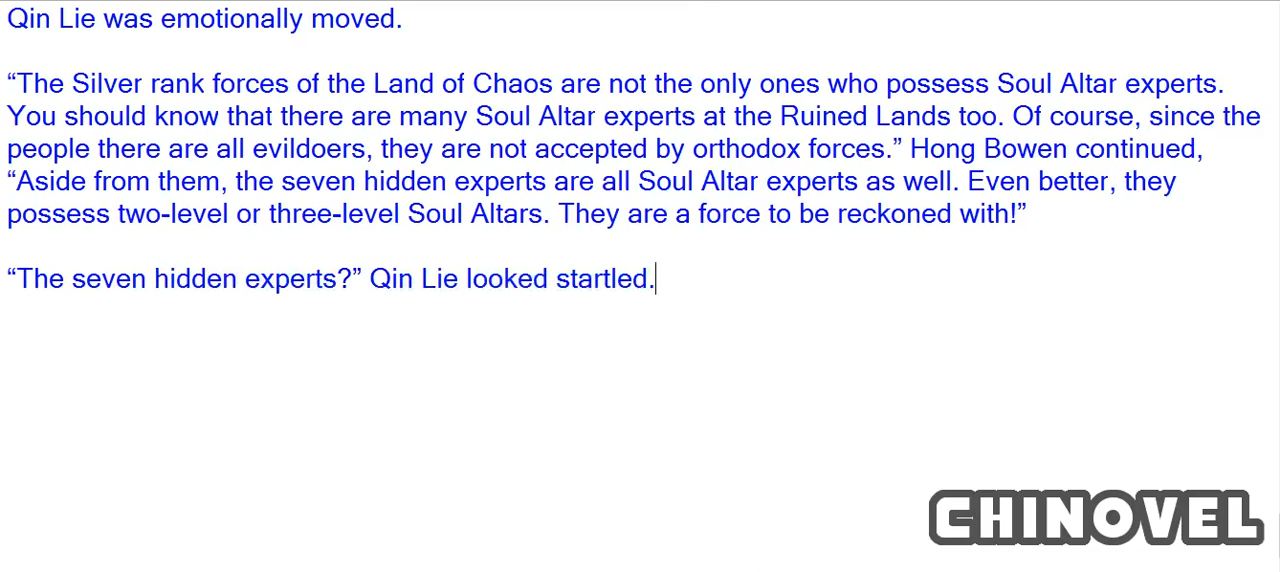 Qin Lie was emotionally moved.
“The Silver rank forces of the Land of Chaos are not the only ones who possess Soul Altar experts.
You should know that there are many Soul Altar experts at the Ruined Lands too. Of course, since the
people there are all evildoers, they are not accepted by orthodox forces.” Hong Bowen continued,
“Aside from them, the seven hidden experts are all Soul Altar experts as well. Even better, they
possess two-level or three-level Soul Altars. They are a force to be reckoned with!”
“The seven hidden experts?” Qin Lie looked startled.
CHINOVEL